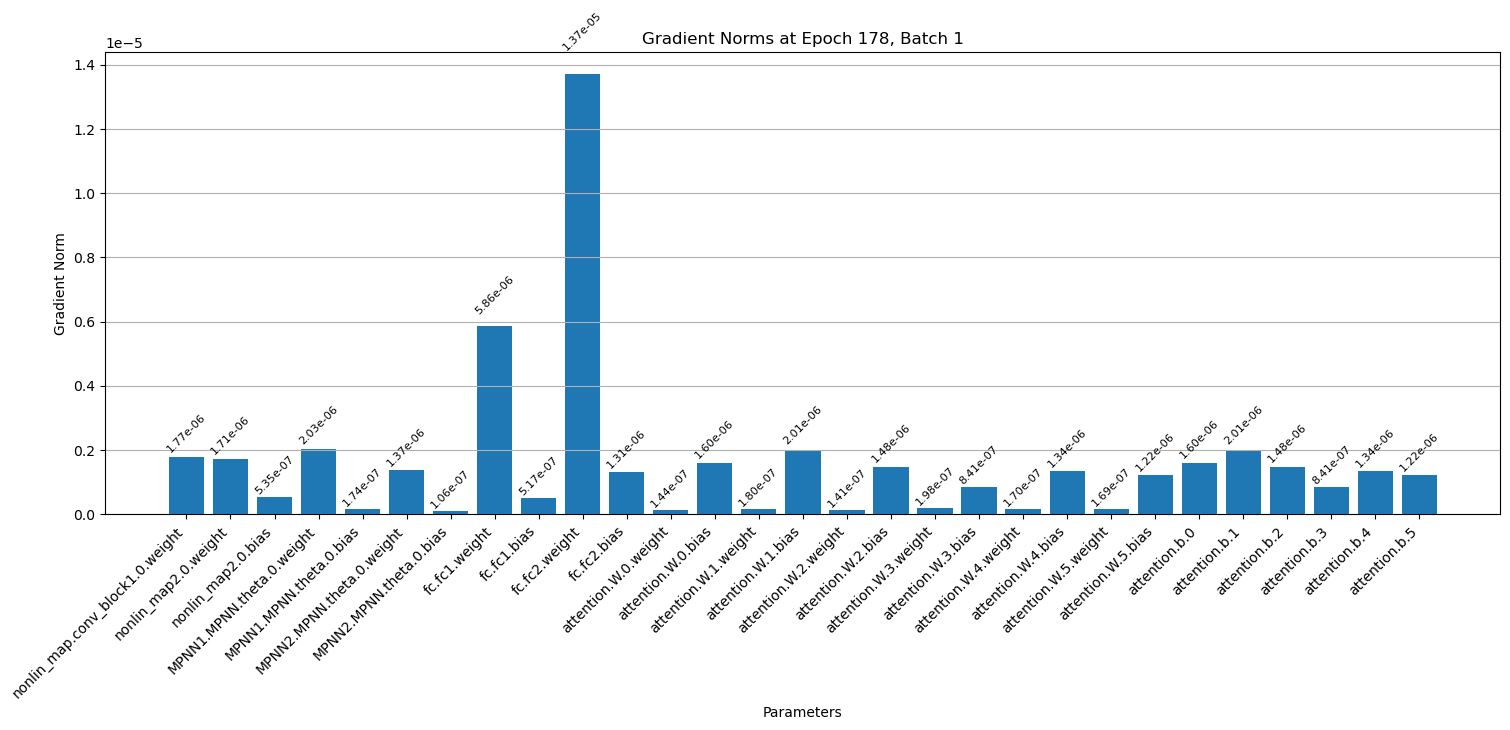 Gradient Norms at Epoch 178, Batch 1
1e−5
1.4
1.2
1.0
0.8
0.6
0.4
0.2
0.0
Gradient Norm
1.77e-06
1.71e-06
5.35e-07
2.03e-06
1.74e-07
1.37e-06
1.06e-07
5.86e-06
5.17e-07
1.37e-05
1.31e-06
1.44e-07
1.60e-06
1.80e-07
2.01e-06
1.41e-07
1.48e-06
1.98e-07
8.41e-07
1.70e-07
1.34e-06
1.69e-07
1.22e-06
1.60e-06
2.01e-06
1.48e-06
8.41e-07
1.34e-06
1.22e-06
nonlin_map.conv_block1.0.weight
nonlin_map2.0.weight
nonlin_map2.0.bias
MPNN1.MPNN.theta.0.weight
MPNN1.MPNN.theta.0.bias
MPNN2.MPNN.theta.0.weight
MPNN2.MPNN.theta.0.bias
fc.fc1.weight
fc.fc1.bias
fc.fc2.weight
fc.fc2.bias
attention.W.0.weight
attention.W.0.bias
attention.W.1.weight
attention.W.1.bias
attention.W.2.weight
attention.W.2.bias
attention.W.3.weight
attention.W.3.bias
attention.W.4.weight
attention.W.4.bias
attention.W.5.weight
attention.W.5.bias
attention.b.0
attention.b.1
attention.b.2
attention.b.3
attention.b.4
attention.b.5
Parameters